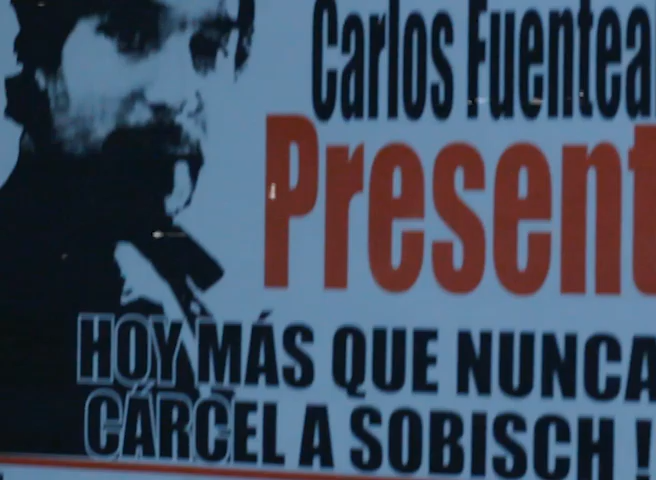 Carlos Fuentea
Present
HOY MÁS QUE NUNCA
CÁRCEL A SOBISCH !